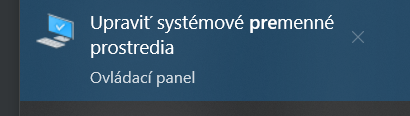 Upraviť systémové premenné
prostredia
Ovládací panel